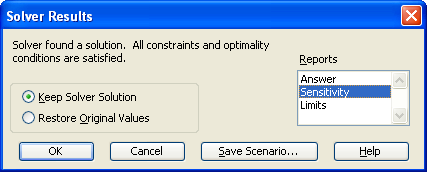 Solver Results
Solver found a solution.  All constraints and optimality
conditions are satisfied.
Reports
Answer
Sensitivity
Limits
Keep Solver Solution
Restore Original Values
OK
Cancel
Save Scenario...
Help